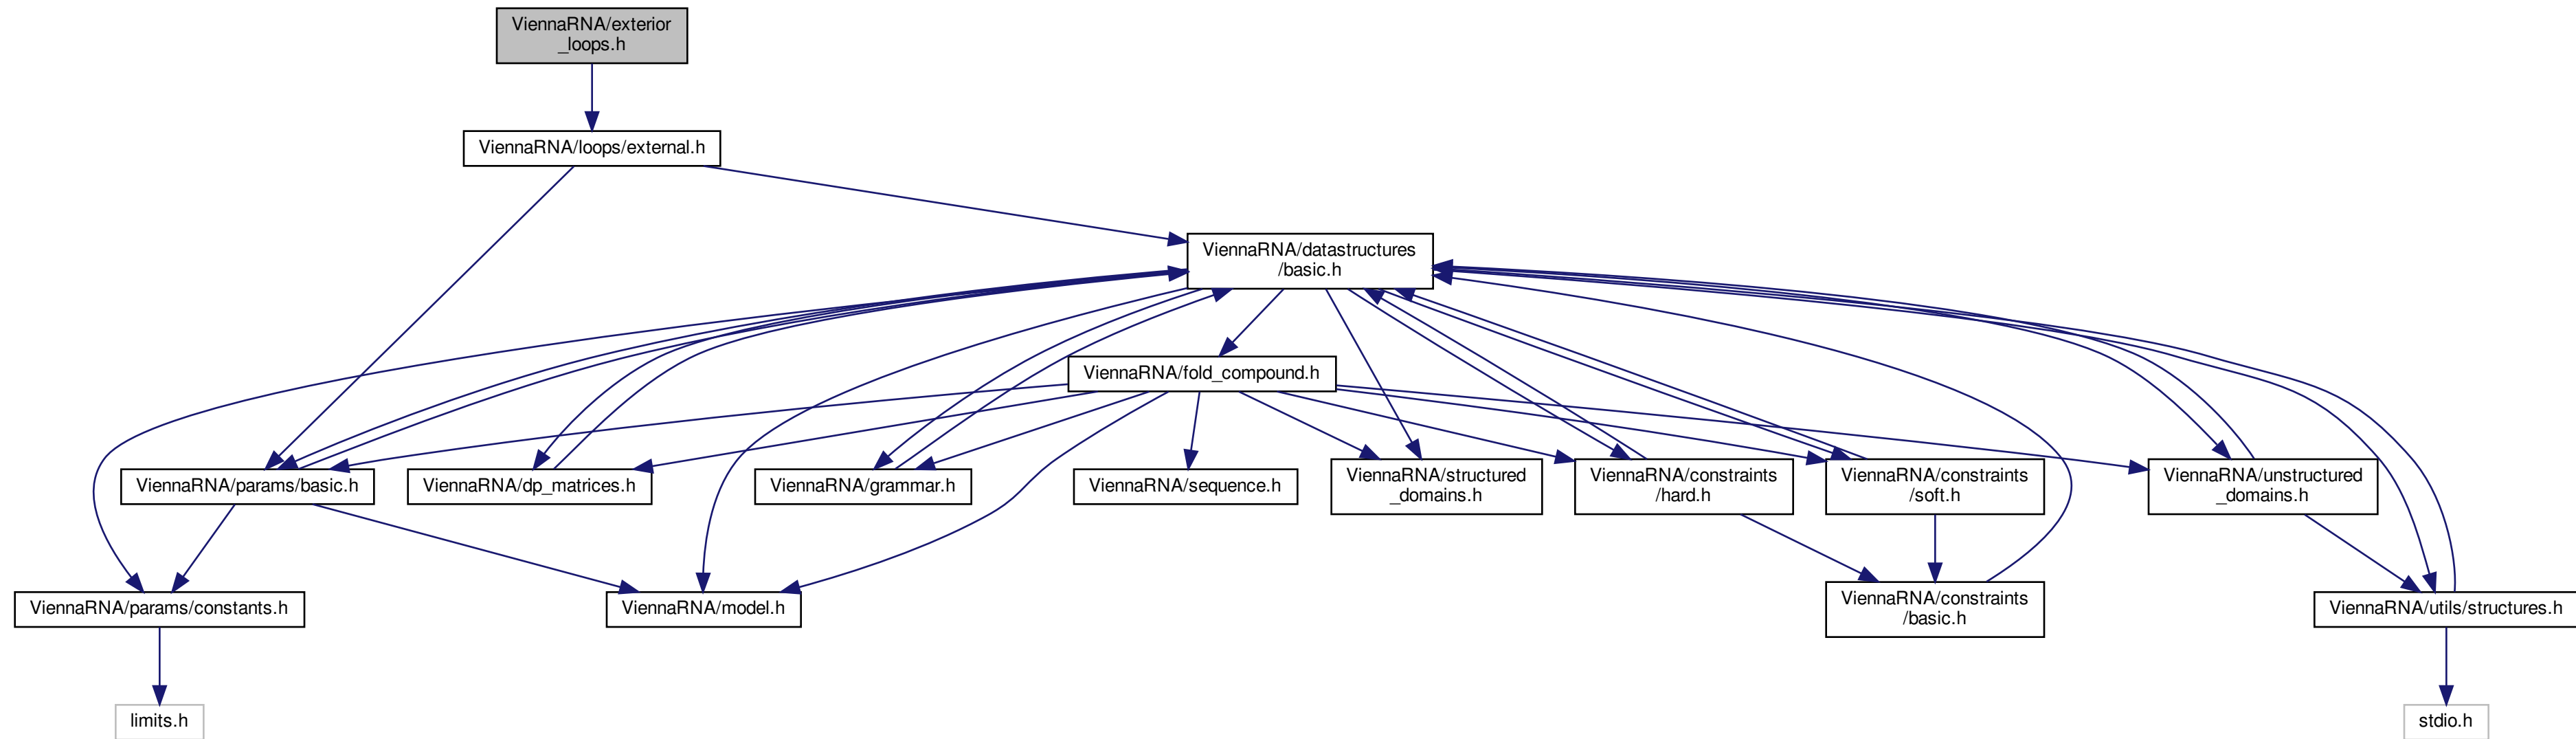 ViennaRNA/exterior
_loops.h
ViennaRNA/loops/external.h
ViennaRNA/datastructures
/basic.h
ViennaRNA/fold_compound.h
ViennaRNA/params/basic.h
ViennaRNA/dp_matrices.h
ViennaRNA/grammar.h
ViennaRNA/sequence.h
ViennaRNA/structured
_domains.h
ViennaRNA/constraints
/hard.h
ViennaRNA/constraints
/soft.h
ViennaRNA/unstructured
_domains.h
ViennaRNA/params/constants.h
ViennaRNA/model.h
ViennaRNA/constraints
/basic.h
ViennaRNA/utils/structures.h
limits.h
stdio.h